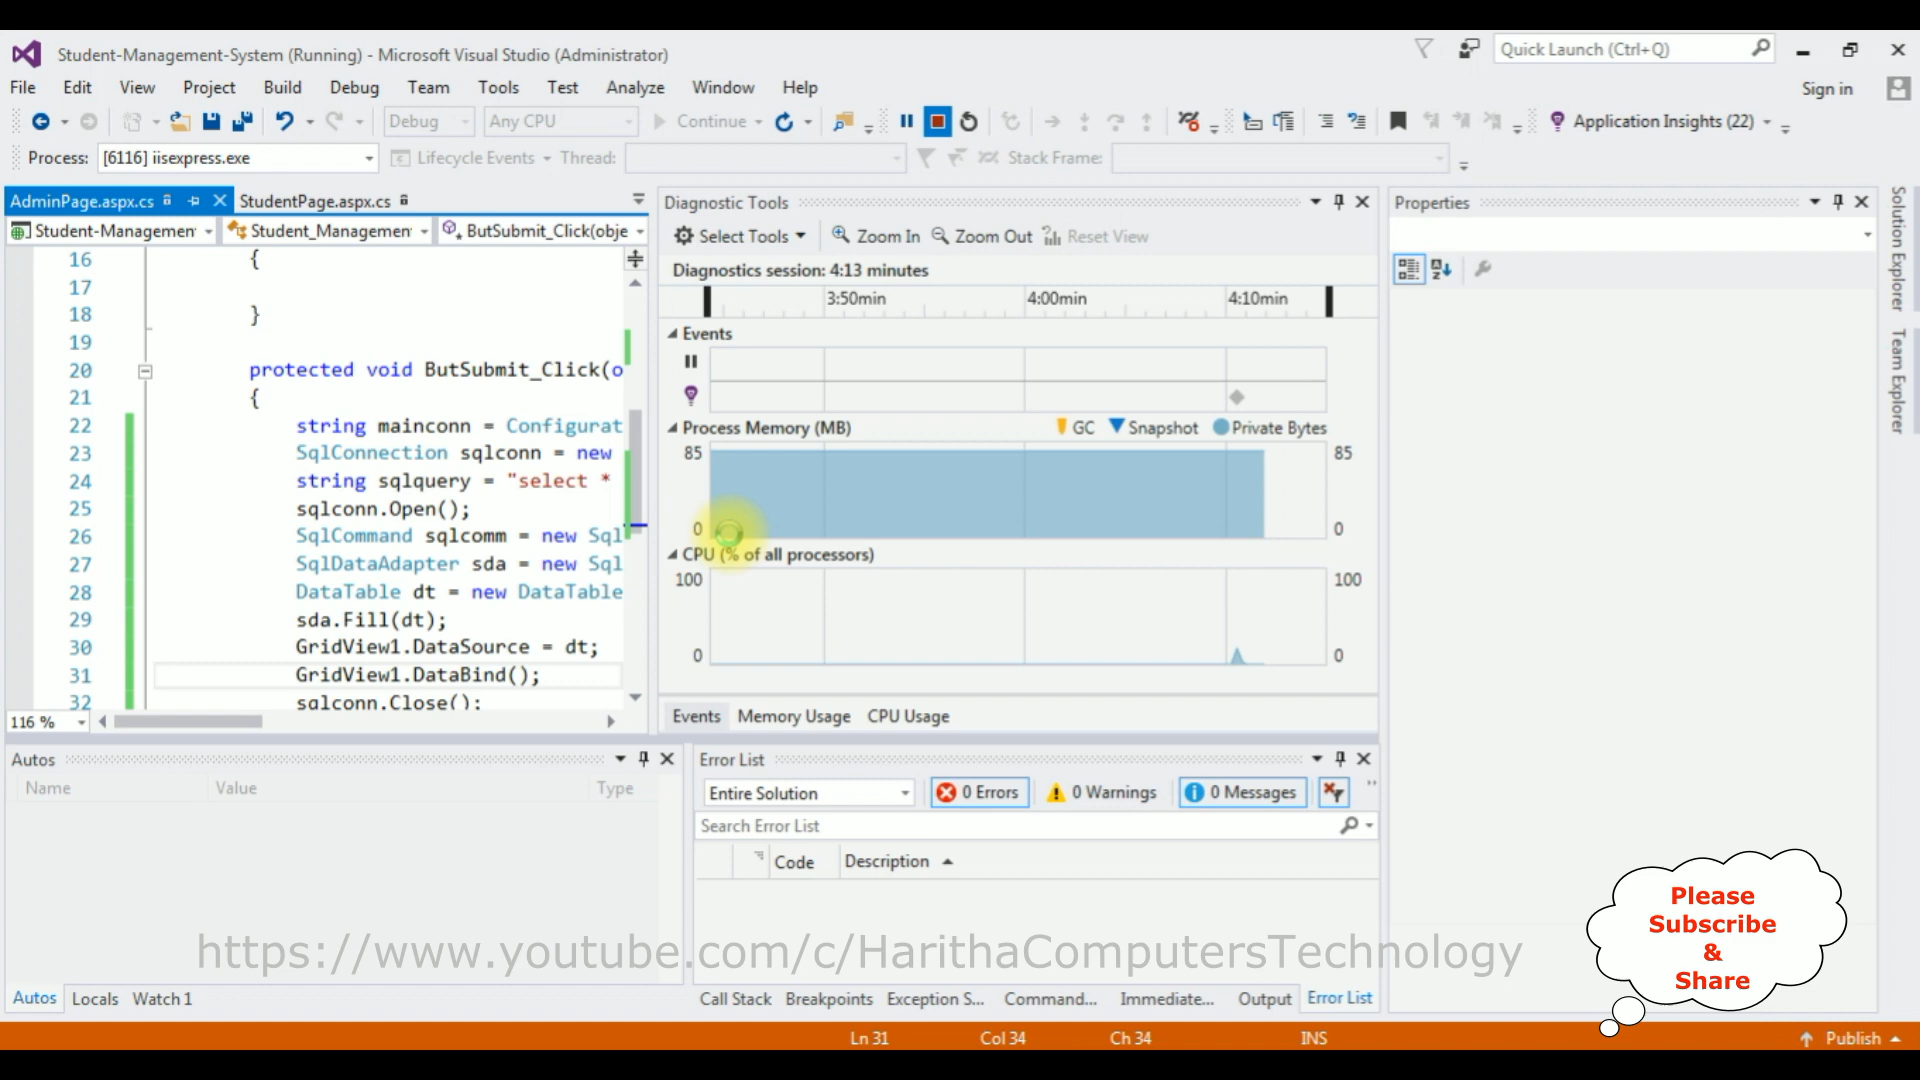 Student-Management-System (Running) - Microsoft Visual Studio (Administrator)
Quick Launch (Ctrl+Q)
File Edit View Project Build Debug Team Tools Test Analyze Window Help
Sign in
Debug Any CPU Continue Application Insights (22)
Process: [6116] iisexpress.exe Lifecycle Events Thread: Stack Frame:
AdminPage.aspx.cs StudentPage.aspx.cs
Student-Managemen Student_Managemen ButSubmit_Click(obje
16 {
17
18 }
19
20 protected void ButSubmit_Click(o
21 {
22 string mainconn = Configurat
23 SqlConnection sqlconn = new
24 string sqlquery = "select *
25 sqlconn.Open();
26 SqlCommand sqlcomm = new Sql
27 SqlDataAdapter sda = new Sql
28 DataTable dt = new DataTable
29 sda.Fill(dt);
30 GridView1.DataSource = dt;
31 GridView1.DataBind();
32 sqlconn.Close();
116 %
Diagnostic Tools
Select Tools Zoom In Zoom Out Reset View
Diagnostics session: 4:13 minutes
3:50min 4:00min 4:10min
Events
Process Memory (MB) GC Snapshot Private Bytes
85 85
0 0
CPU (% of all processors)
100 100
0 0
Events Memory Usage CPU Usage
Properties
Solution Explorer
Team Explorer
Autos
Name Value Type
Autos Locals Watch 1
Error List
Entire Solution 0 Errors 0 Warnings 0 Messages
Search Error List
Code Description
Call Stack Breakpoints Exception S... Command... Immediate... Output Error List
https://www.youtube.com/c/HarithaComputersTechnology
Please
Subscribe
&
Share
Ln 31 Col 34 Ch 34 INS Publish